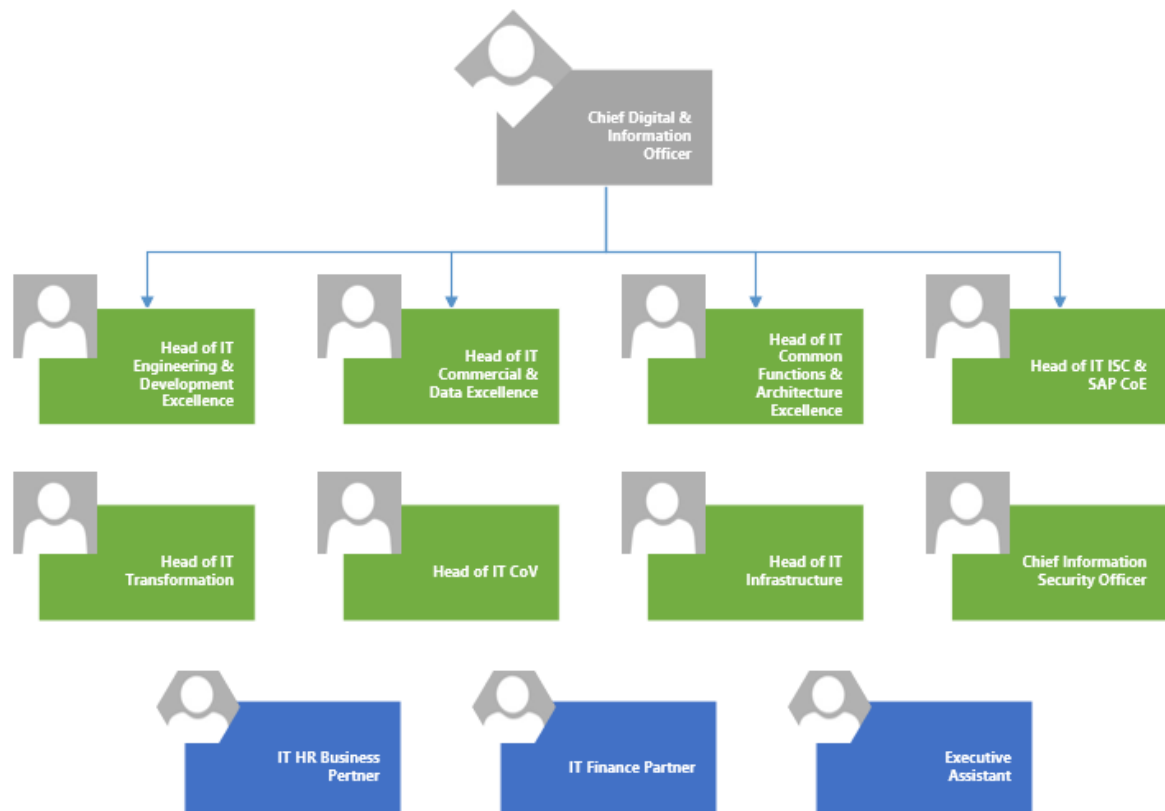 Chief Digital &
Information
Officer
Head of IT
Engineering &
Development
Excellence
Head of IT
Commercial &
Data Excellence
Head of IT
Common
Functions &
Architecture
Excellence
Head of IT ISC &
SAP CoE
Head of IT
Transformation
Head of IT CoV
Head of IT
Infrastructure
Chief Information
Security Officer
IT HR Business
Pertner
IT Finance Partner
Executive
Assistant